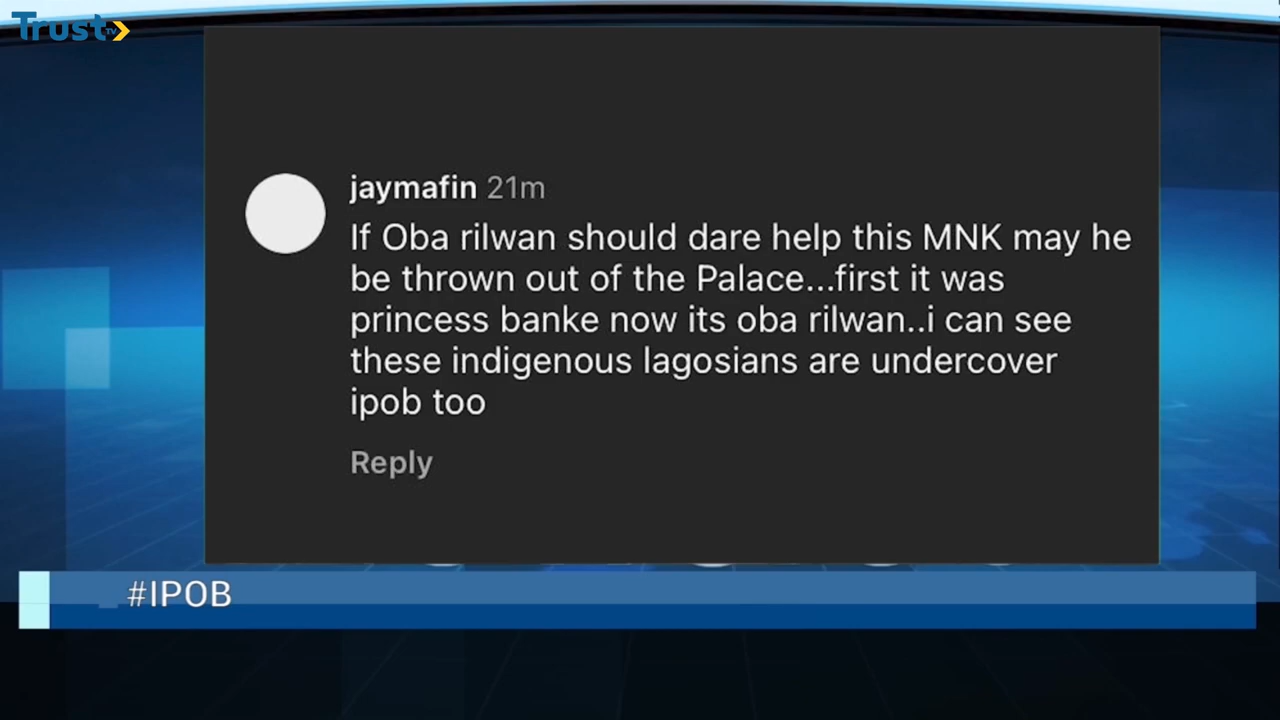 Trust TV
jaymafin 21m
If Oba rilwan should dare help this MNK may he
be thrown out of the Palace...first it was
princess banke now its oba rilwan..i can see
these indigenous lagosians are undercover
ipob too
Reply
#IPOB